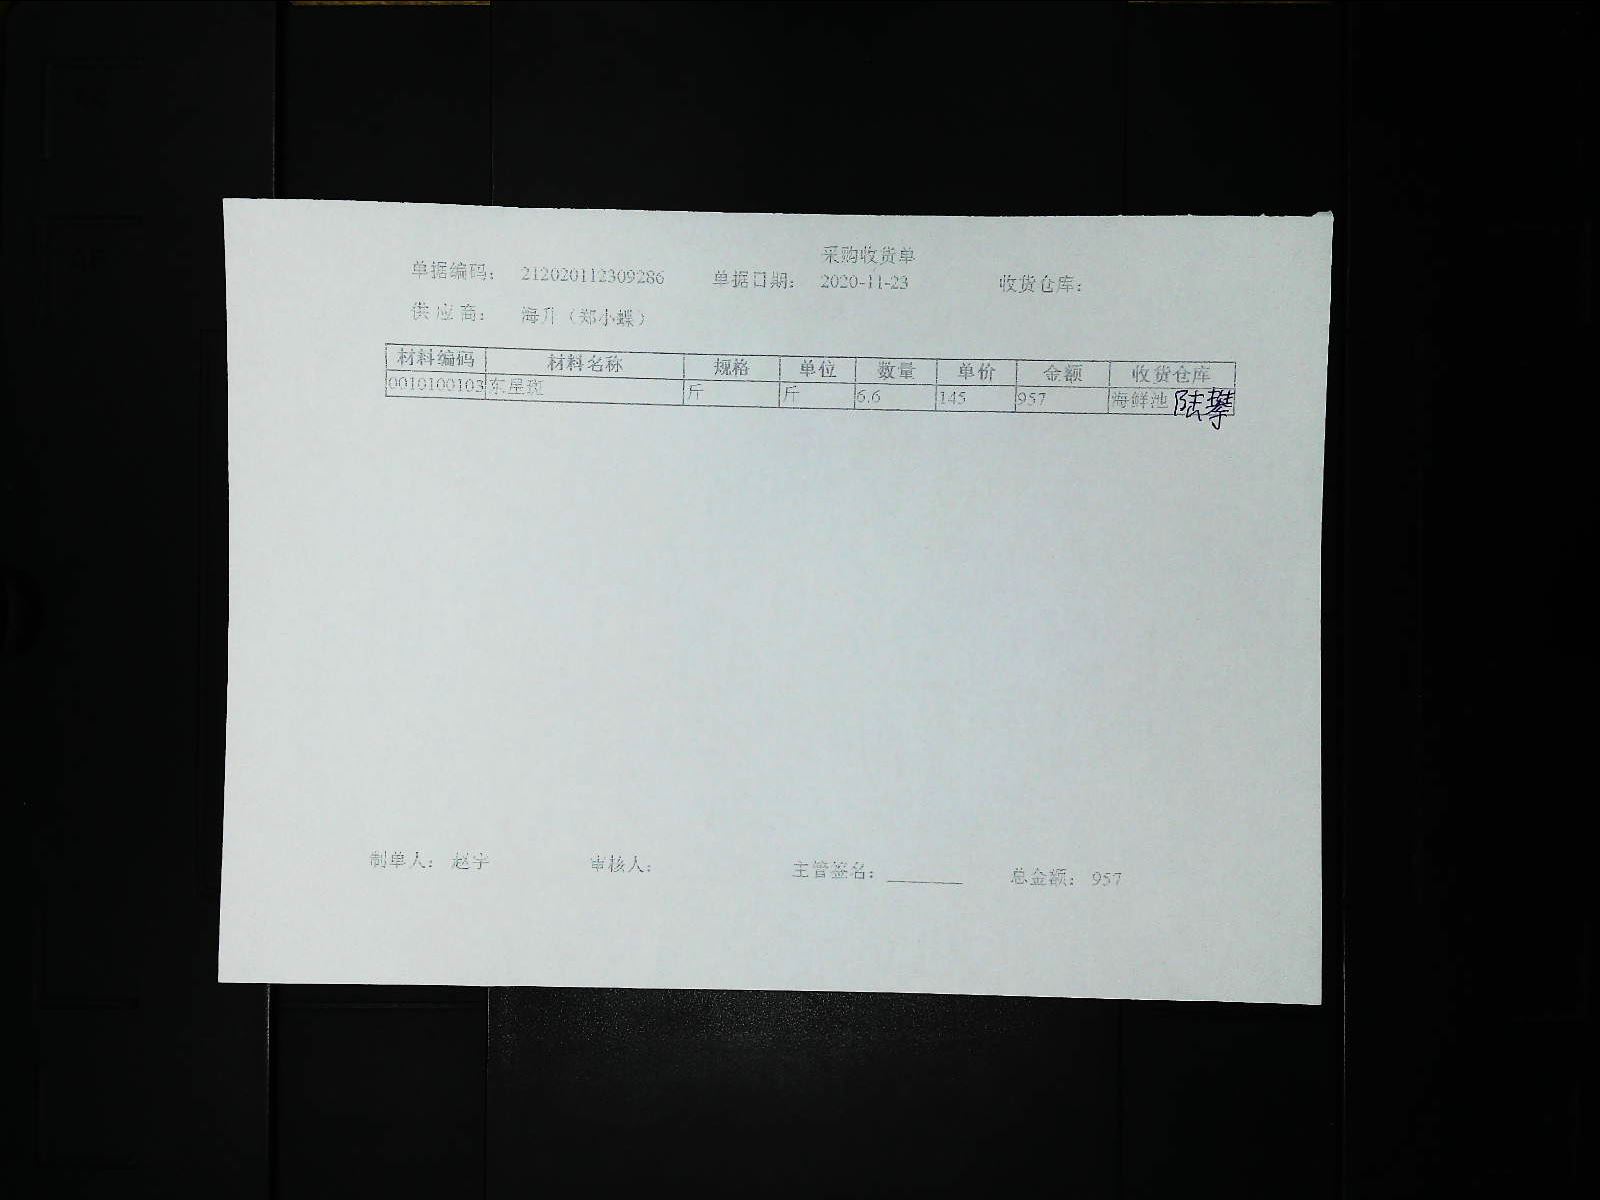 采购收货单
单据编码： 212020112309286 单据日期： 2020-11-23 收货仓库：
供应商： 海升（郑小蝶）
材料编码 材料名称 规格 单位 数量 单价 金额 收货仓库
0010100103 东星斑 斤 斤 6.6 145 957 海鲜池 陆攀
制单人： 赵宇 审核人： 主管签名： ________ 总金额： 957